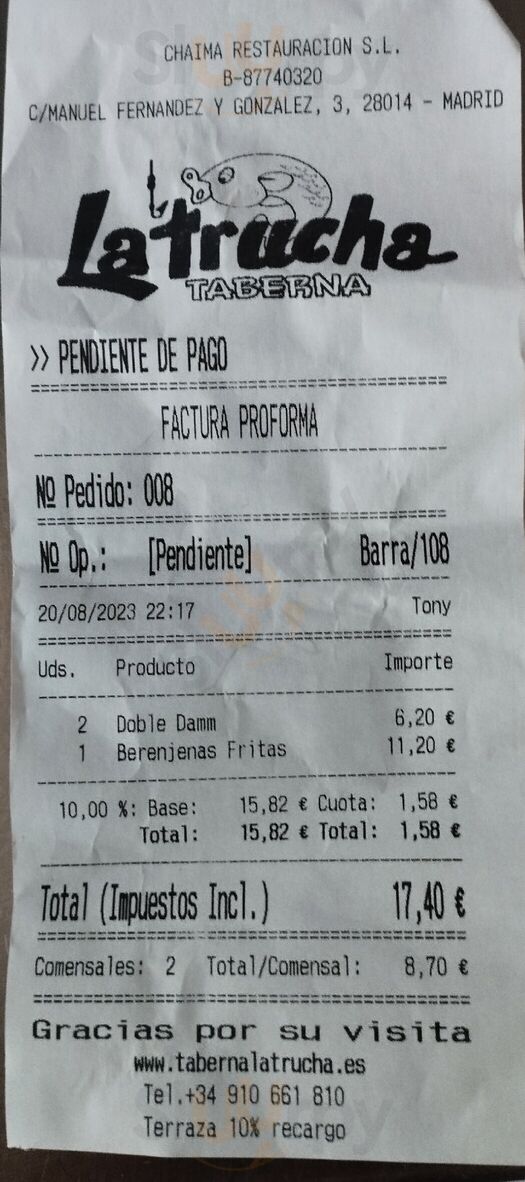 CHAIMA RESTAURACION S.L.
B-87740320
C/MANUEL FERNANDEZ Y GONZALEZ, 3, 28014 - MADRID
La Trucha
TABERNA
>> PENDIENTE DE PAGO
FACTURA PROFORMA
Nº Pedido: 008
Nº Op.: [Pendiente] Barra/108
20/08/2023 22:17 Tony
Uds. Producto Importe
2 Doble Damm 6,20 €
1 Berenjenas Fritas 11,20 €
10,00 %: Base: 15,82 € Cuota: 1,58 €
Total: 15,82 € Total: 1,58 €
Total (Impuestos Incl.) 17,40 €
Comensales: 2 Total/Comensal: 8,70 €
Gracias por su visita
www.tabernalatrucha.es
Tel.+34 910 661 810
Terraza 10% recargo